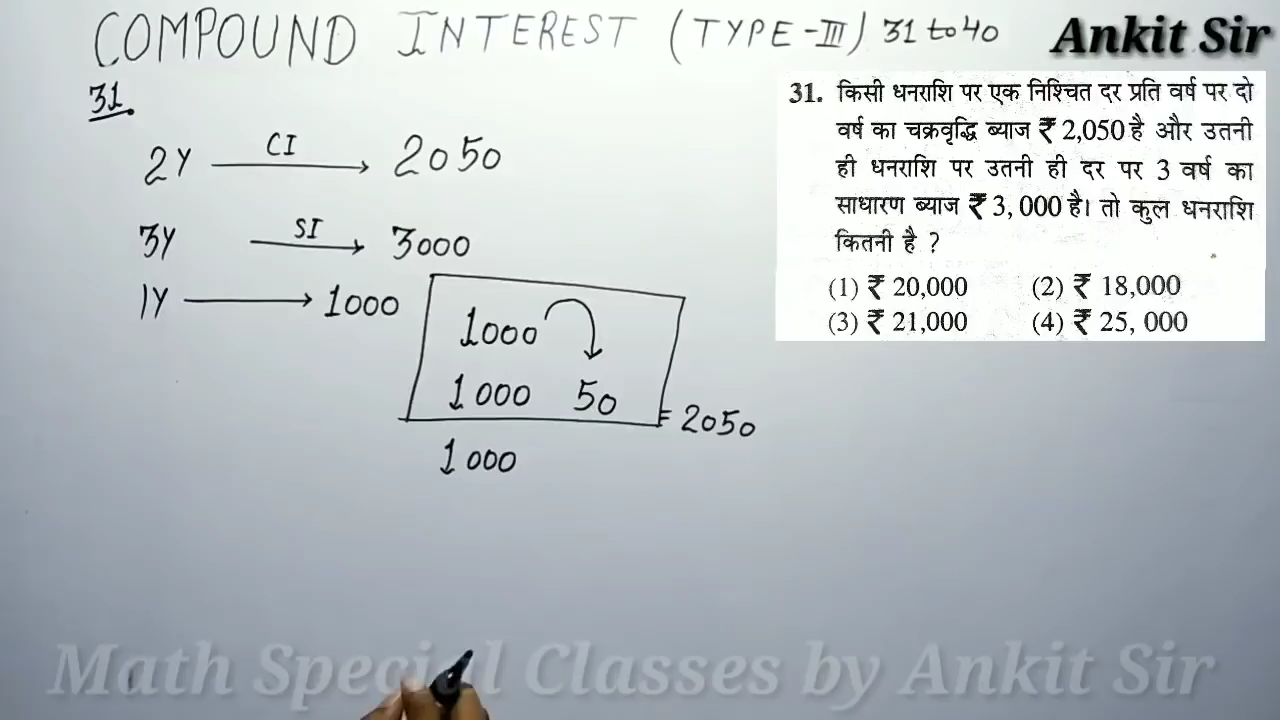 COMPOUND INTEREST (TYPE-III) 31 to 40
Ankit Sir
31.
2Y CI 2050
3Y SI 3000
1Y 1000
1000
1000 50
= 2050
1000
31. किसी धनराशि पर एक निश्चित दर प्रति वर्ष पर दो
वर्ष का चक्रवृद्धि ब्याज ₹ 2,050 है और उतनी
ही धनराशि पर उतनी ही दर पर 3 वर्ष का
साधारण ब्याज ₹ 3, 000 है। तो कुल धनराशि
कितनी है ?
(1) ₹ 20,000 (2) ₹ 18,000
(3) ₹ 21,000 (4) ₹ 25, 000
Math Special Classes by Ankit Sir